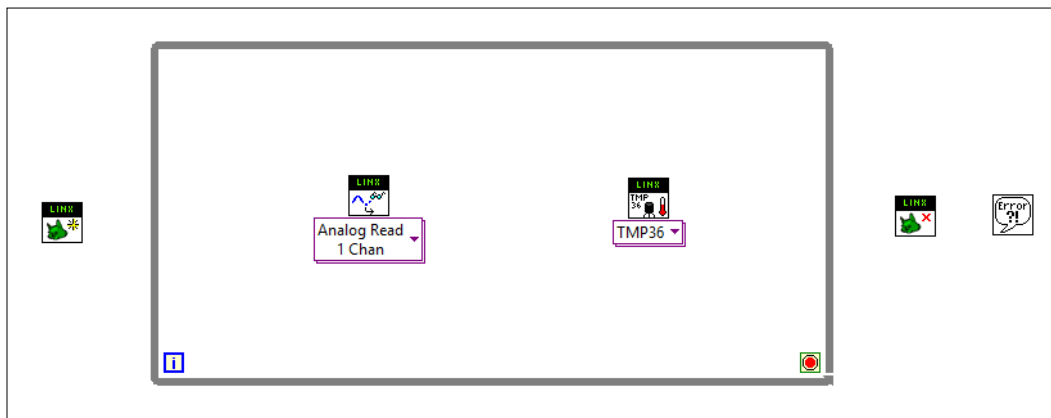 LINX
LINX
Analog Read
1 Chan
LINX
TMP
36
TMP36
LINX
Error
?!
i